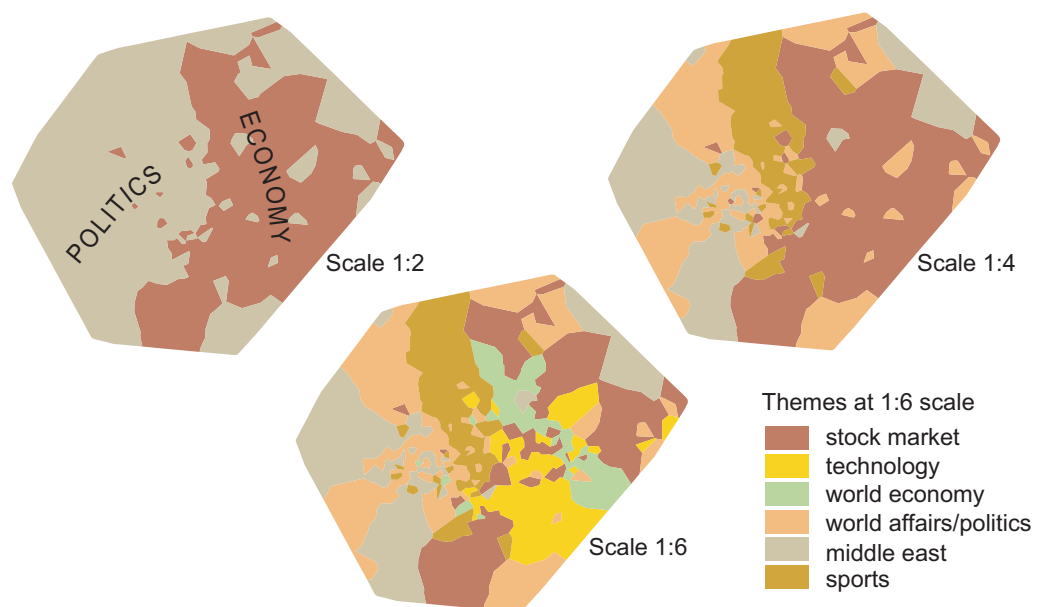 POLITICS
ECONOMY
Scale 1:2
Scale 1:4
Scale 1:6
Themes at 1:6 scale
stock market
technology
world economy
world affairs/politics
middle east
sports